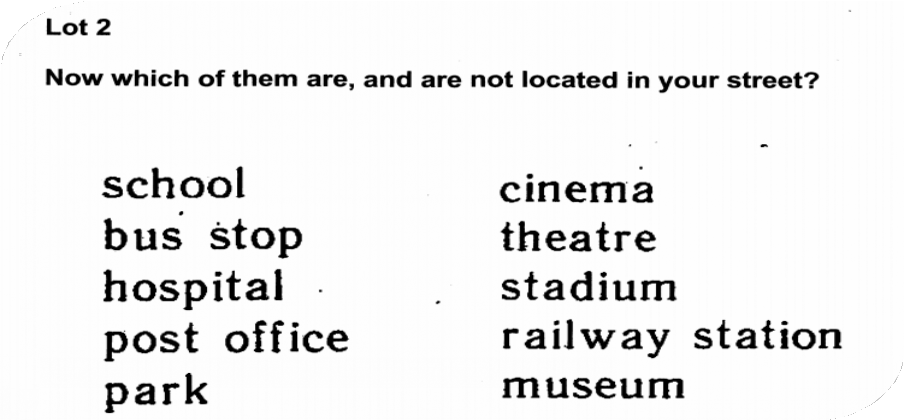 Lot 2
Now which of them are, and are not located in your street?
school
bus stop
hospital
post office
park
cinema
theatre
stadium
railway station
museum